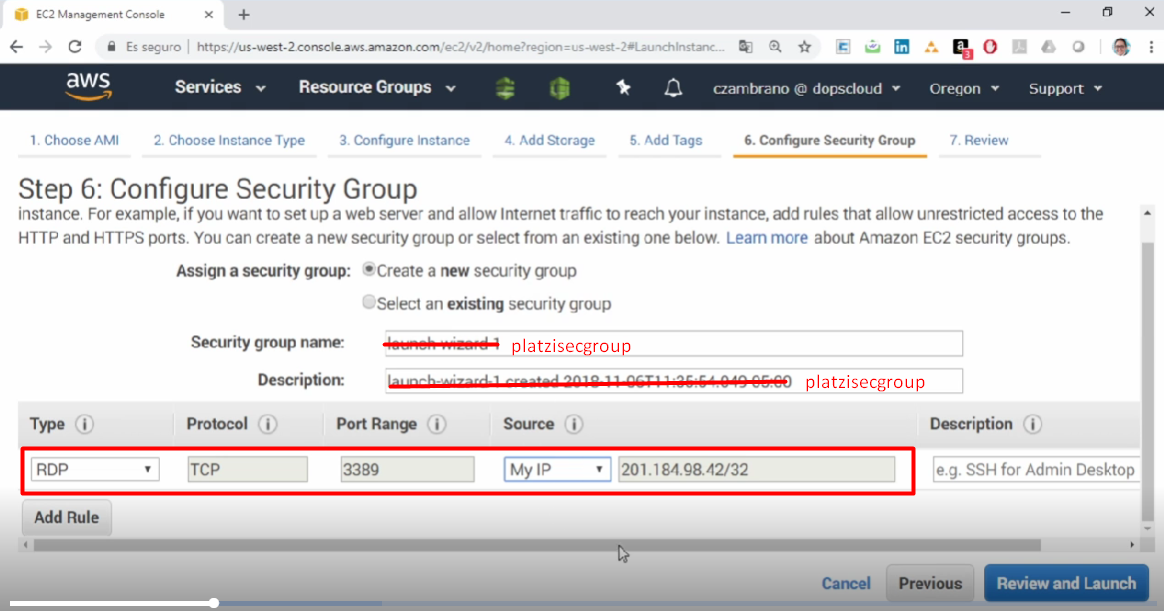 EC2 Management Console
Es seguro | https://us-west-2.console.aws.amazon.com/ec2/v2/home?region=us-west-2#LaunchInstanc...
3
aws Services Resource Groups czambrano @ dopscloud Oregon Support
1. Choose AMI 2. Choose Instance Type 3. Configure Instance 4. Add Storage 5. Add Tags 6. Configure Security Group 7. Review
Step 6: Configure Security Group
instance. For example, if you want to set up a web server and allow Internet traffic to reach your instance, add rules that allow unrestricted access to the
HTTP and HTTPS ports. You can create a new security group or select from an existing one below. Learn more about Amazon EC2 security groups.
Assign a security group: Create a new security group
Select an existing security group
Security group name: launch-wizard-1 platzisecgroup
Description: launch-wizard-1 created 2018-11-06T11:35:54.049-05:00 platzisecgroup
Type i Protocol i Port Range i Source i Description i
RDP TCP 3389 My IP 201.184.98.42/32 e.g. SSH for Admin Desktop
Add Rule
Cancel Previous Review and Launch